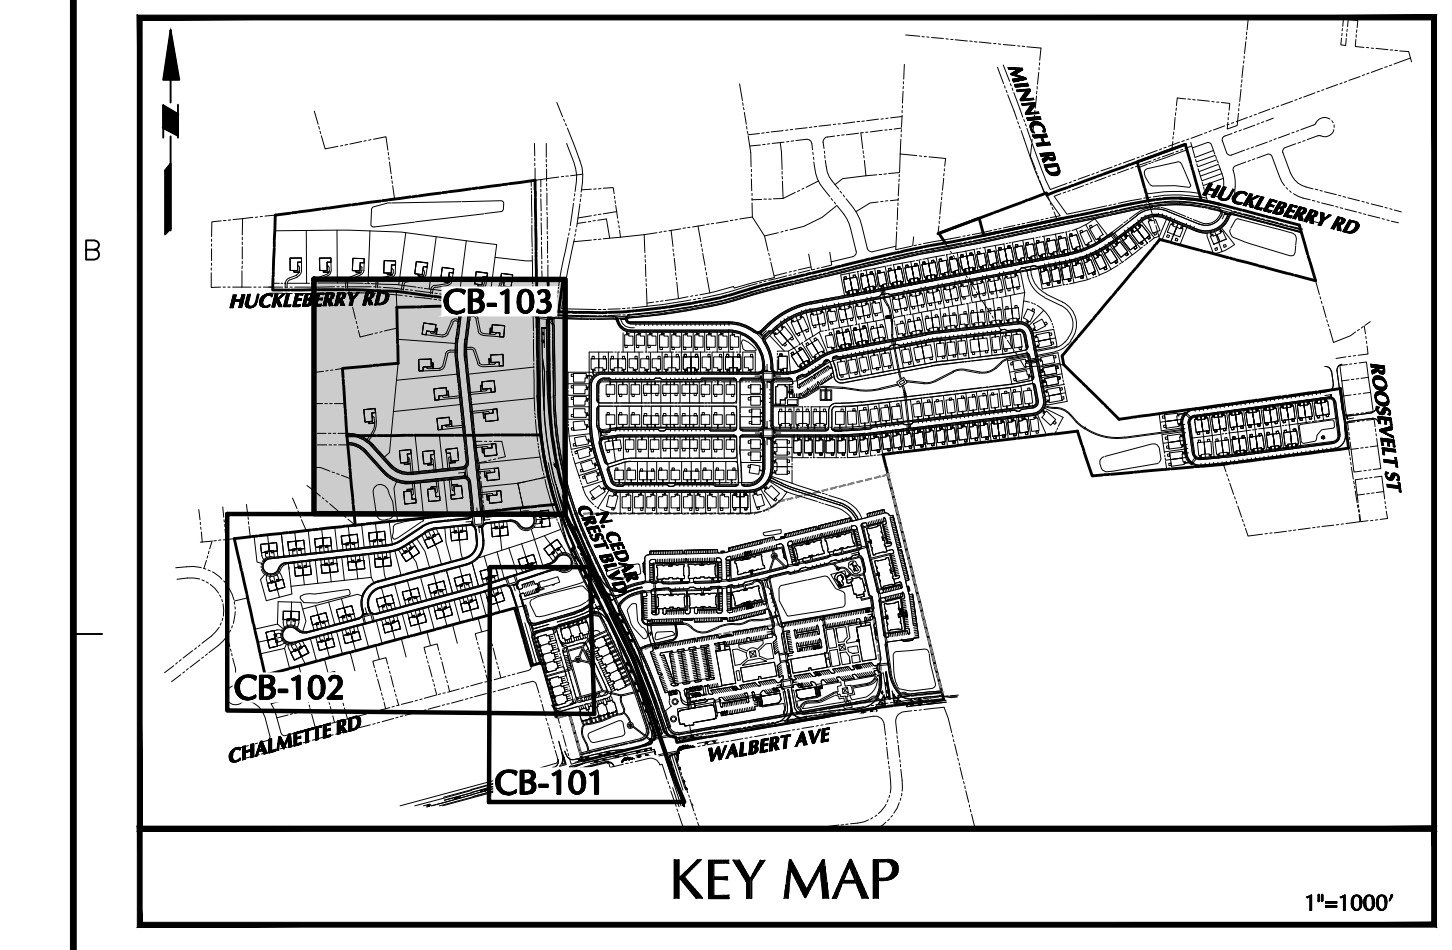 MINNICH RD
HUCKLEBERRY RD
B
HUCKLEBERRY RD
CB-103
ROOSEVELT ST
N. CEDAR
CREST BLVD
CB-102
CHALMETTE RD
WALBERT AVE
CB-101
KEY MAP
1"=1000'